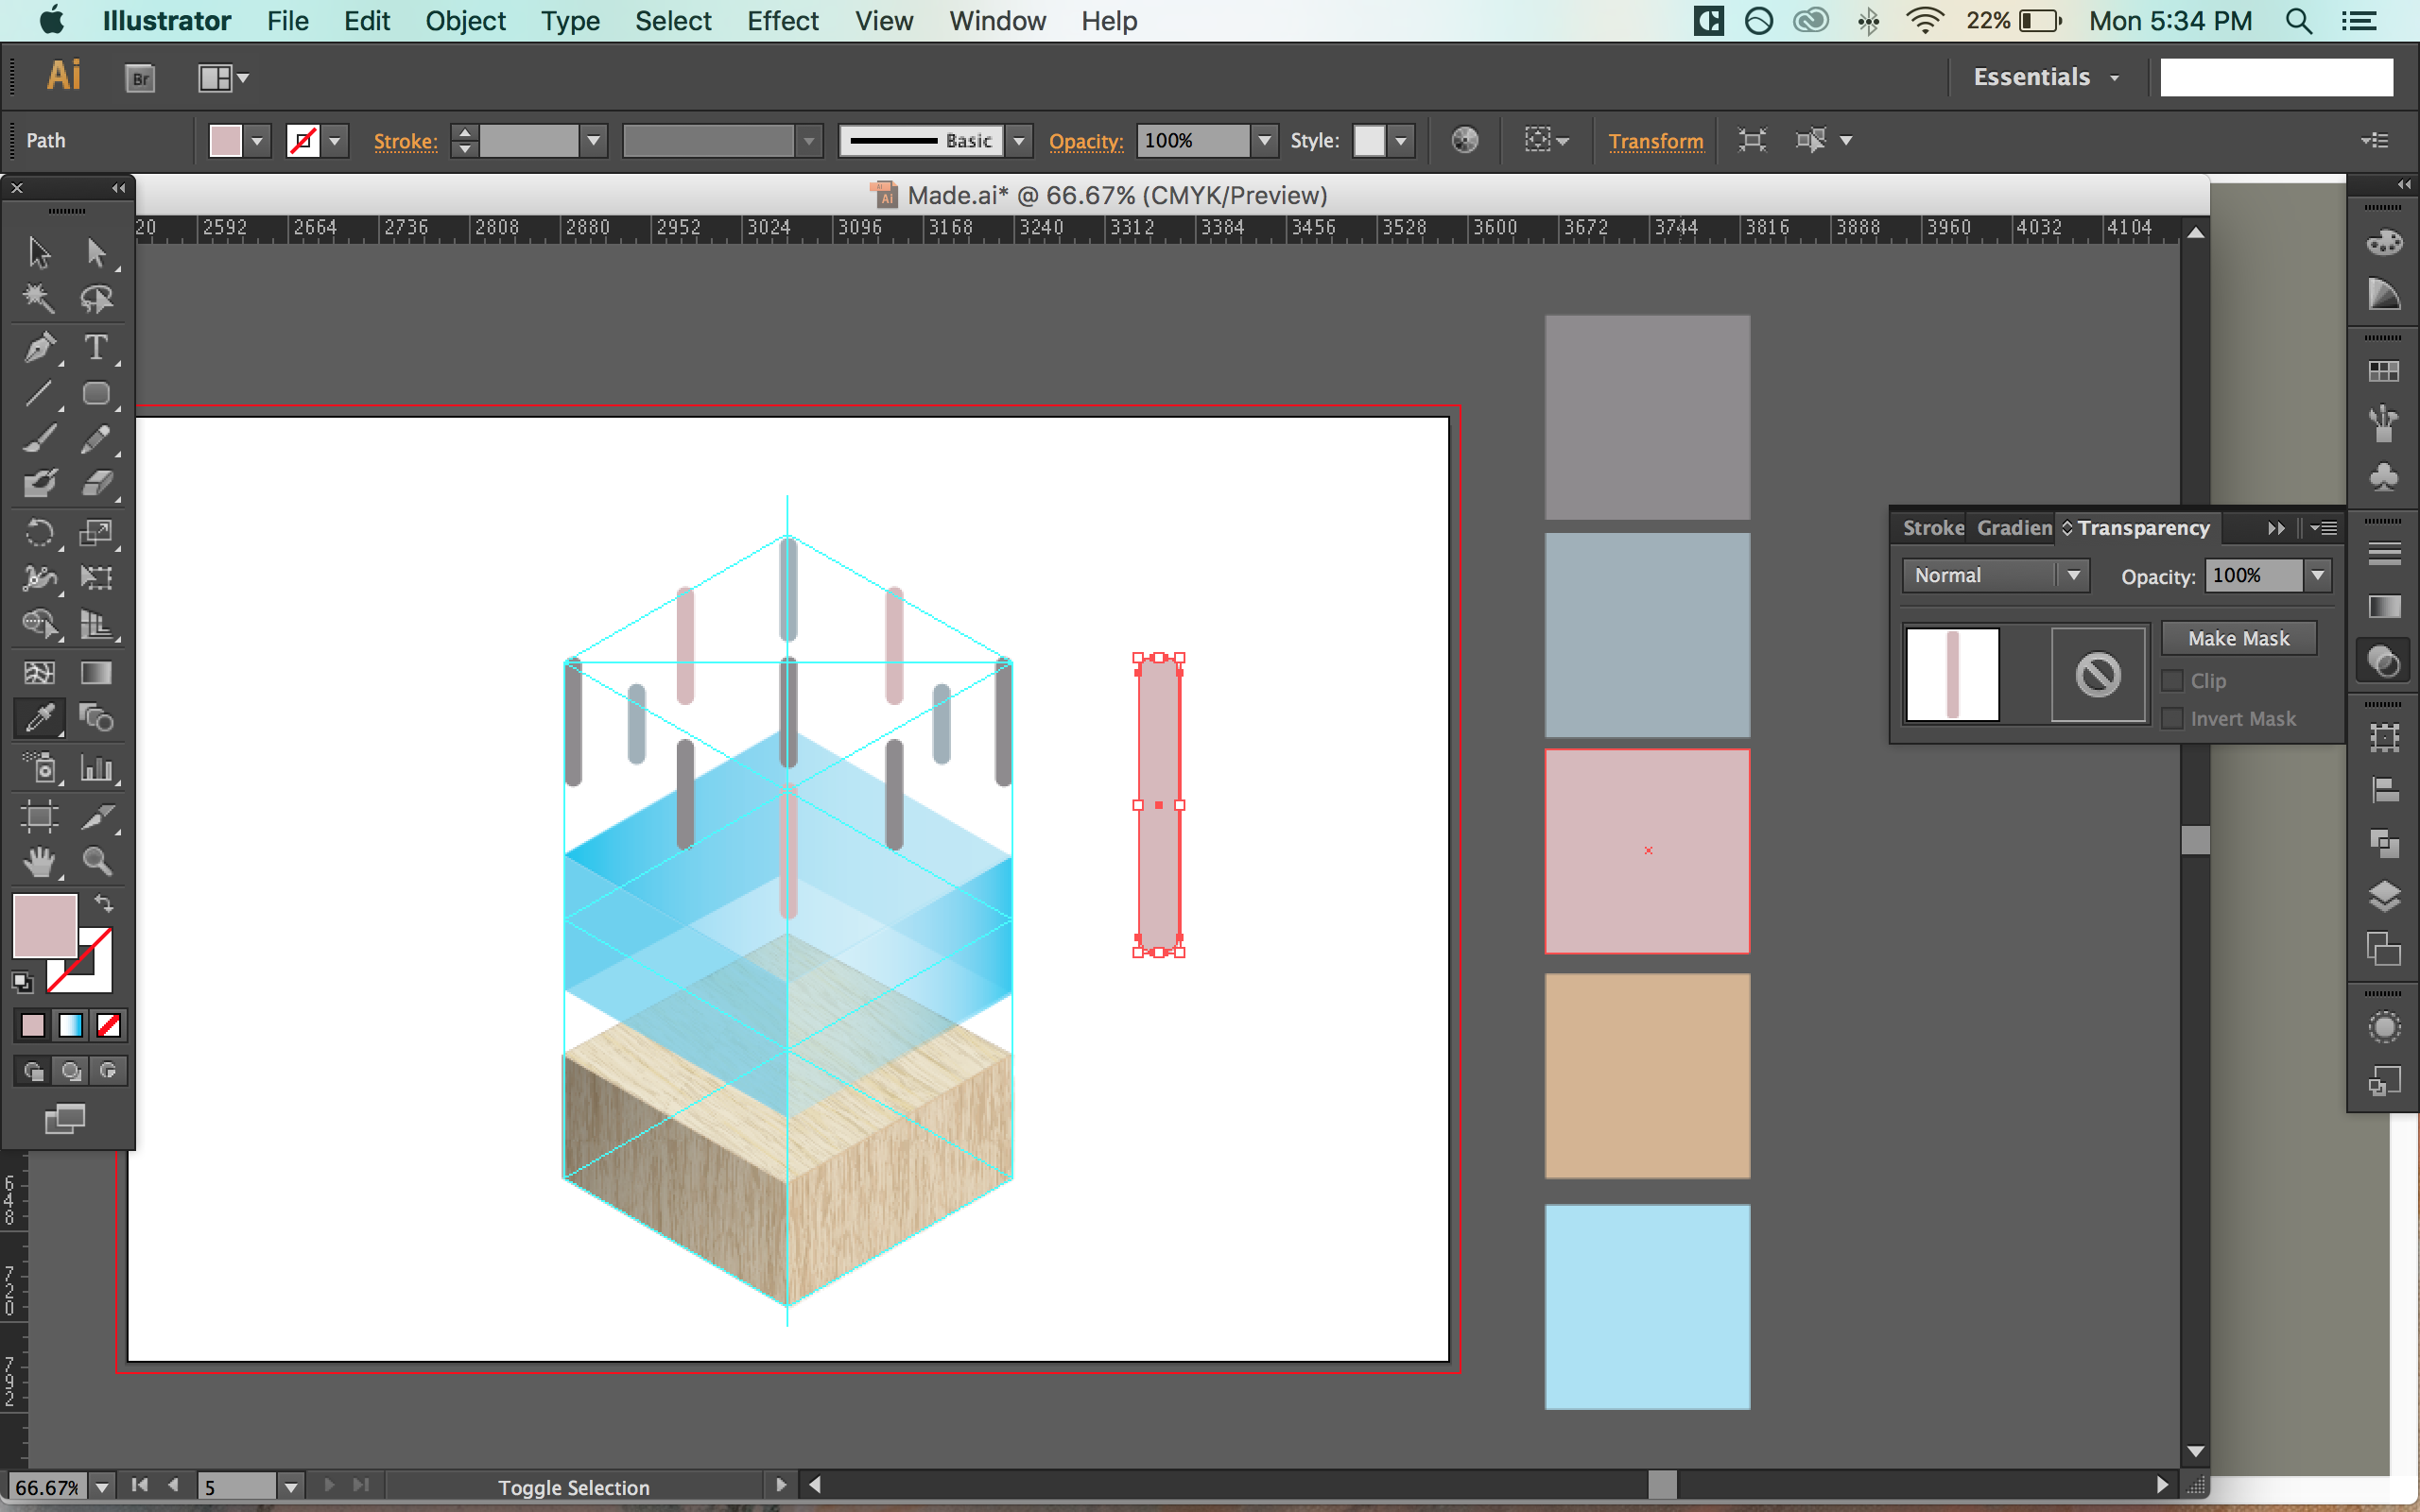 Illustrator File Edit Object Type Select Effect View Window Help 22% Mon 5:34 PM
Ai Br Essentials
Path Stroke: Basic Opacity: 100% Style: Transform
Made.ai* @ 66.67% (CMYK/Preview)
20 2592 2664 2736 2808 2880 2952 3024 3096 3168 3240 3312 3384 3456 3528 3600 3672 3744 3816 3888 3960 4032 4104
T
Stroke Gradien Transparency
Normal Opacity: 100%
Make Mask
Clip
Invert Mask
648
720
792
66.67% 5 Toggle Selection